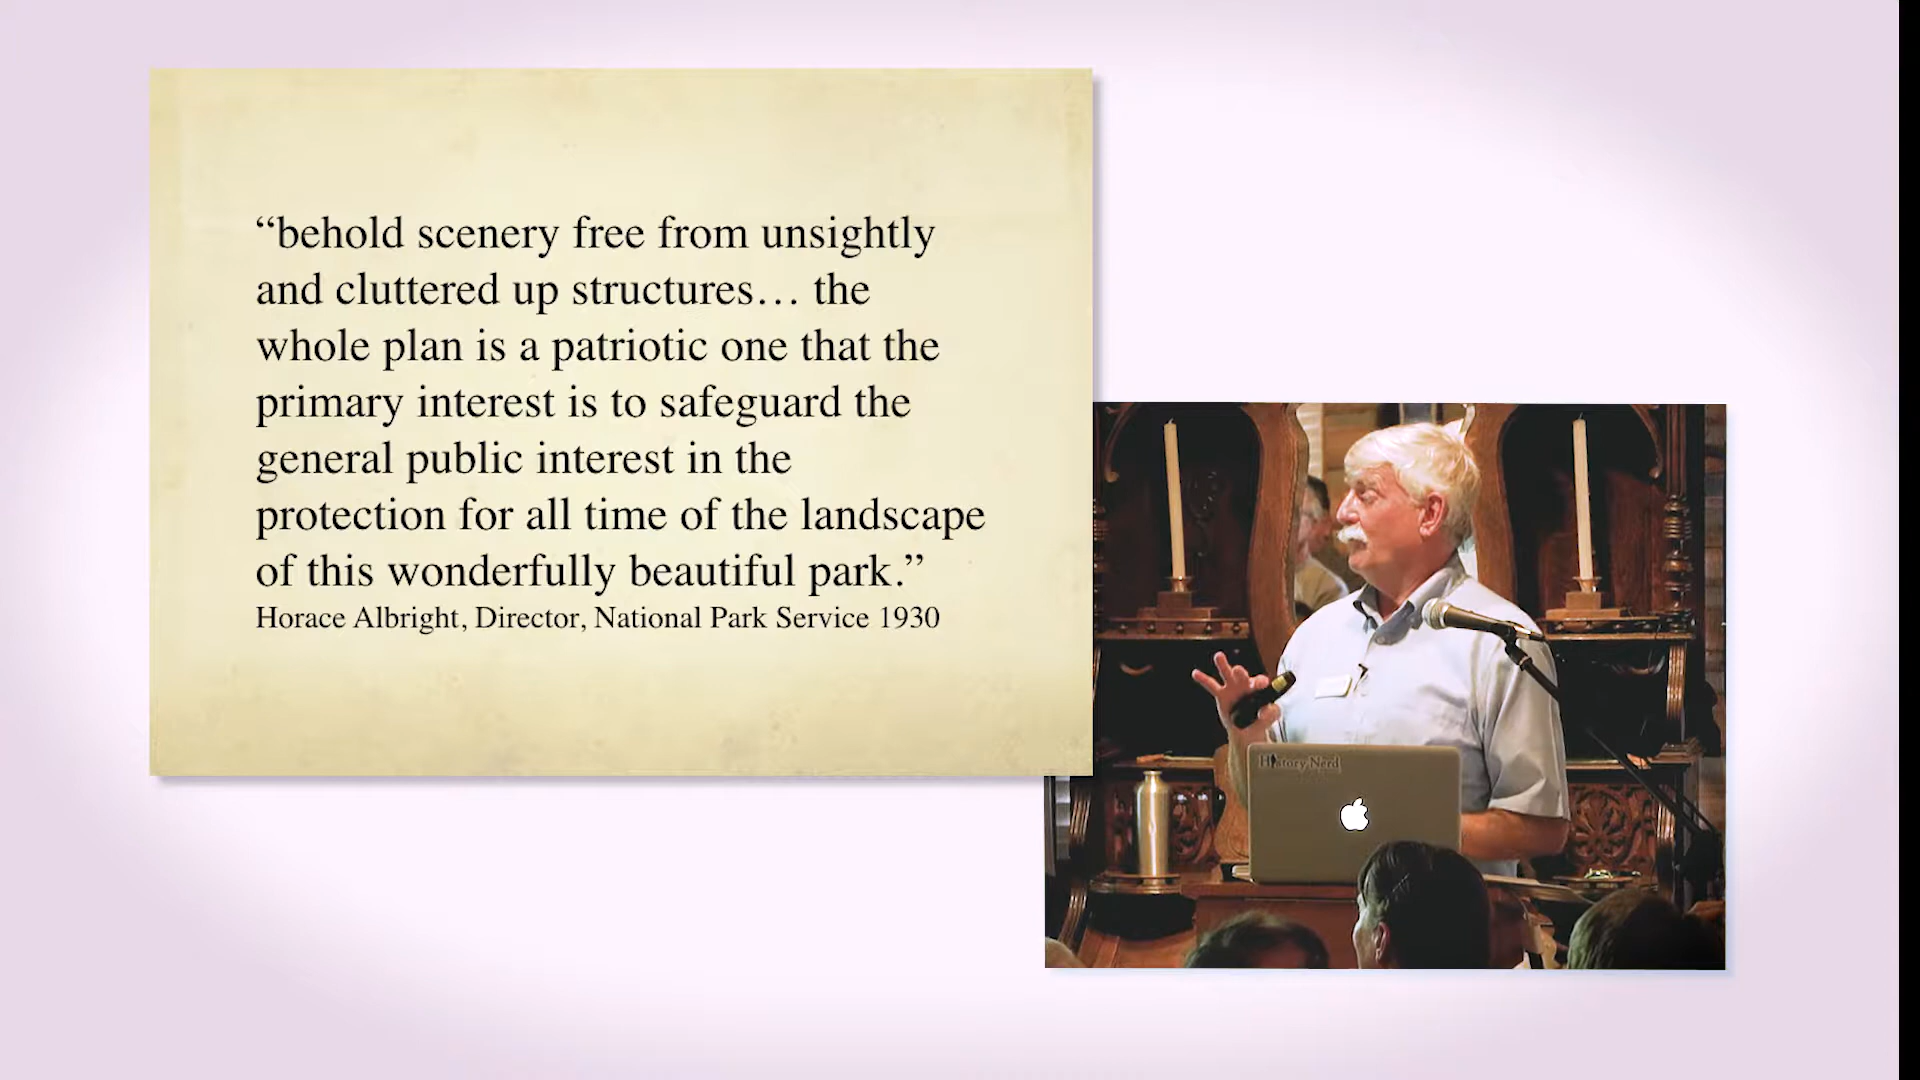 “behold scenery free from unsightly
and cluttered up structures… the
whole plan is a patriotic one that the
primary interest is to safeguard the
general public interest in the
protection for all time of the landscape
of this wonderfully beautiful park.”
Horace Albright, Director, National Park Service 1930
History Nerd